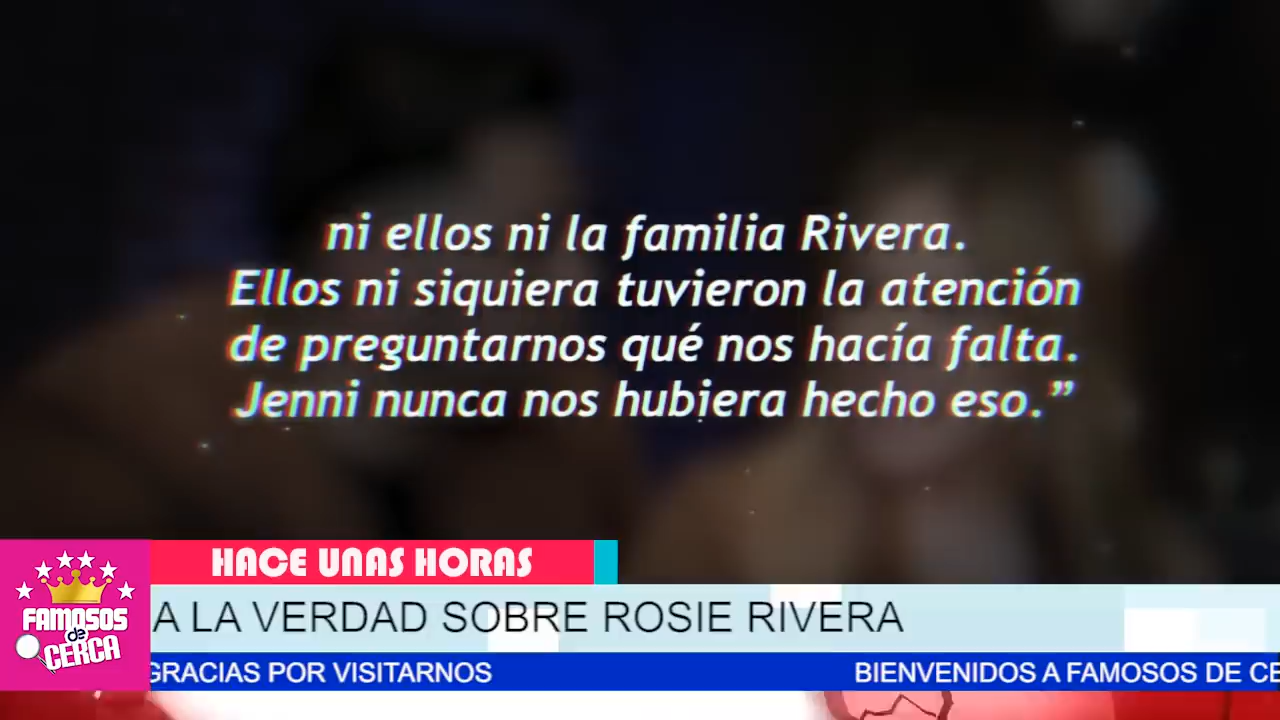 ni ellos ni la familia Rivera.
Ellos ni siquiera tuvieron la atención
de preguntarnos qué nos hacía falta.
Jenni nunca nos hubiera hecho eso.”
HACE UNAS HORAS
FAMOSOS
de
CERCA
A LA VERDAD SOBRE ROSIE RIVERA
GRACIAS POR VISITARNOS
BIENVENIDOS A FAMOSOS DE CE